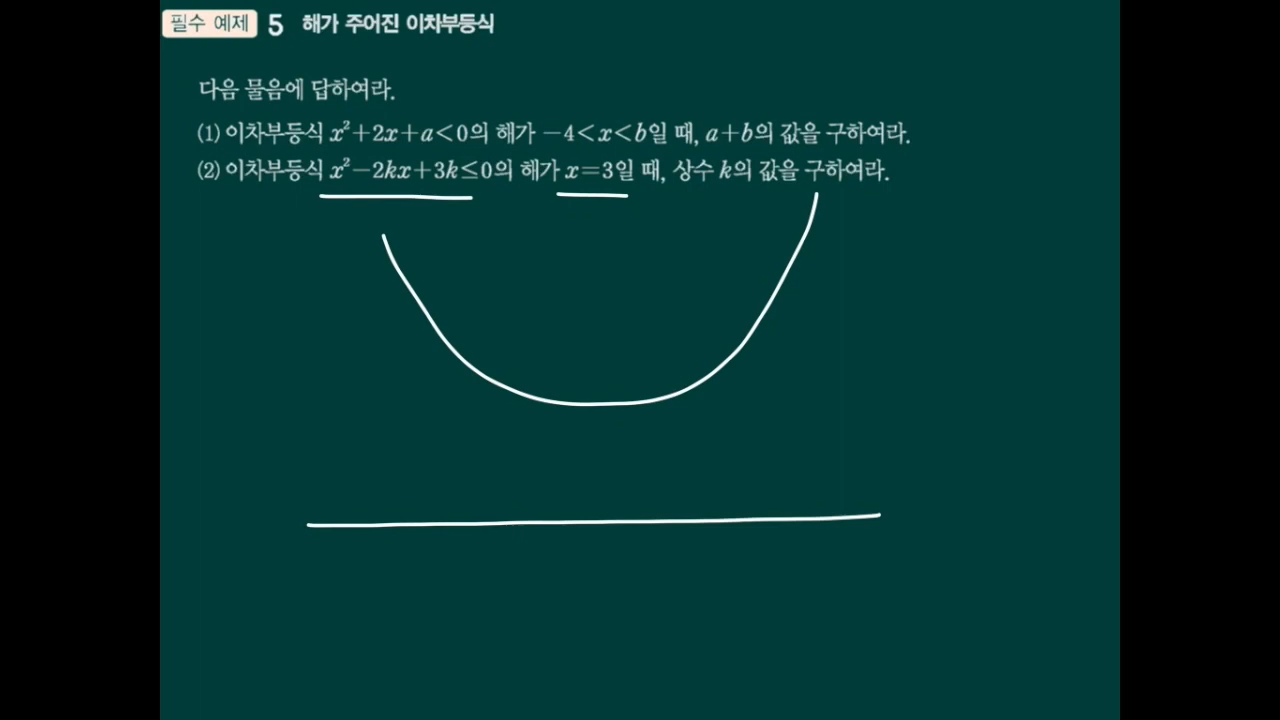 필수 예제 5 해가 주어진 이차부등식
다음 물음에 답하여라.
(1) 이차부등식 x²+2x+a<0의 해가 -4<x<b일 때, a+b의 값을 구하여라.
(2) 이차부등식 x²-2kx+3k≤0의 해가 x=3일 때, 상수 k의 값을 구하여라.